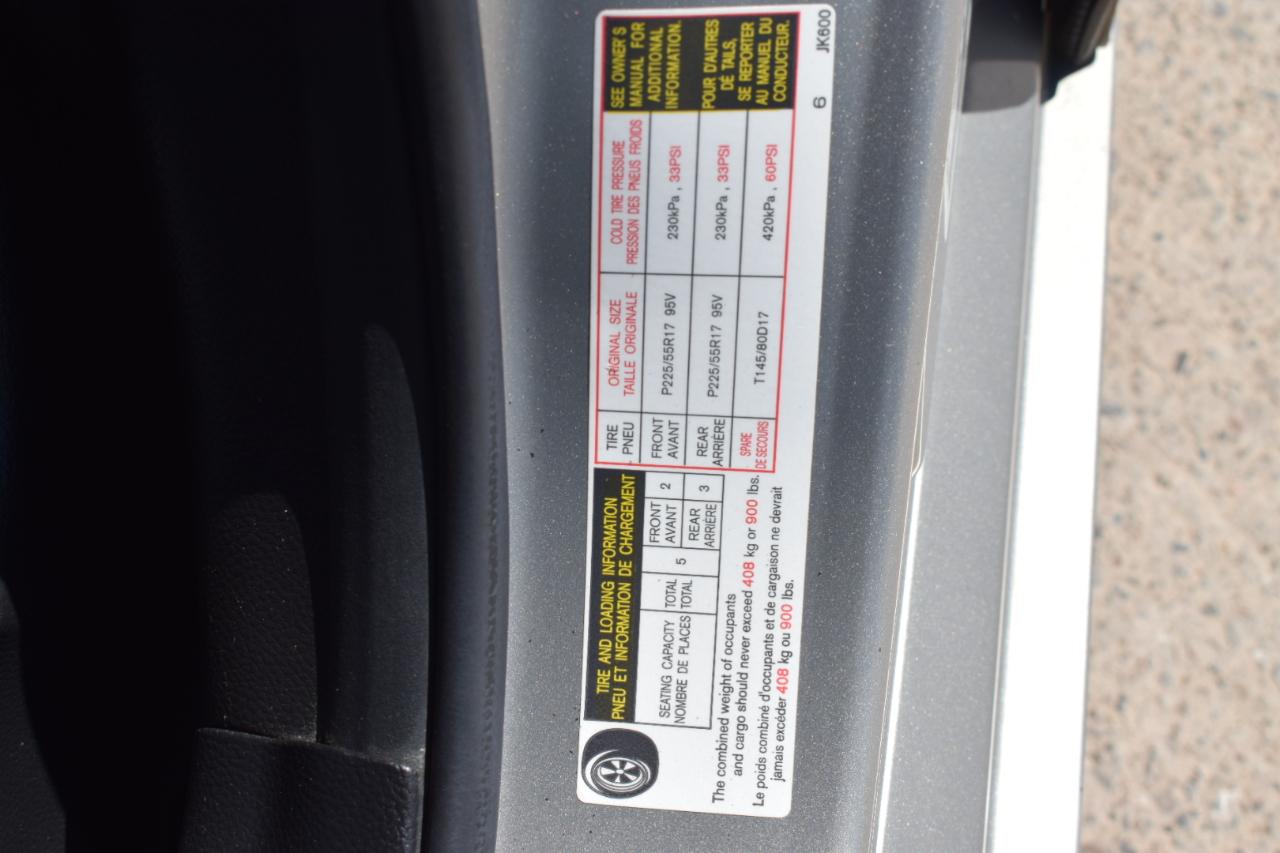 TIRE AND LOADING INFORMATION
PNEU ET INFORMATION DE CHARGEMENT
SEATING CAPACITY
NOMBRE DE PLACES
TOTAL
TOTAL
5
FRONT
AVANT
2
REAR
ARRIÈRE
3
The combined weight of occupants
and cargo should never exceed 408 kg or 900 lbs.
Le poids combiné d'occupants et de cargaison ne devrait
jamais excéder 408 kg ou 900 lbs.
TIRE
PNEU
ORIGINAL SIZE
TAILLE ORIGINALE
COLD TIRE PRESSURE
PRESSION DES PNEUS FROIDS
FRONT
AVANT
P225/55R17 95V
230kPa , 33PSI
REAR
ARRIÈRE
P225/55R17 95V
230kPa , 33PSI
SPARE
DE SECOURS
T145/80D17
420kPa , 60PSI
SEE OWNER'S
MANUAL FOR
ADDITIONAL
INFORMATION.
POUR D'AUTRES
DÉTAILS,
SE REPORTER
AU MANUEL DU
CONDUCTEUR.
6 JK600